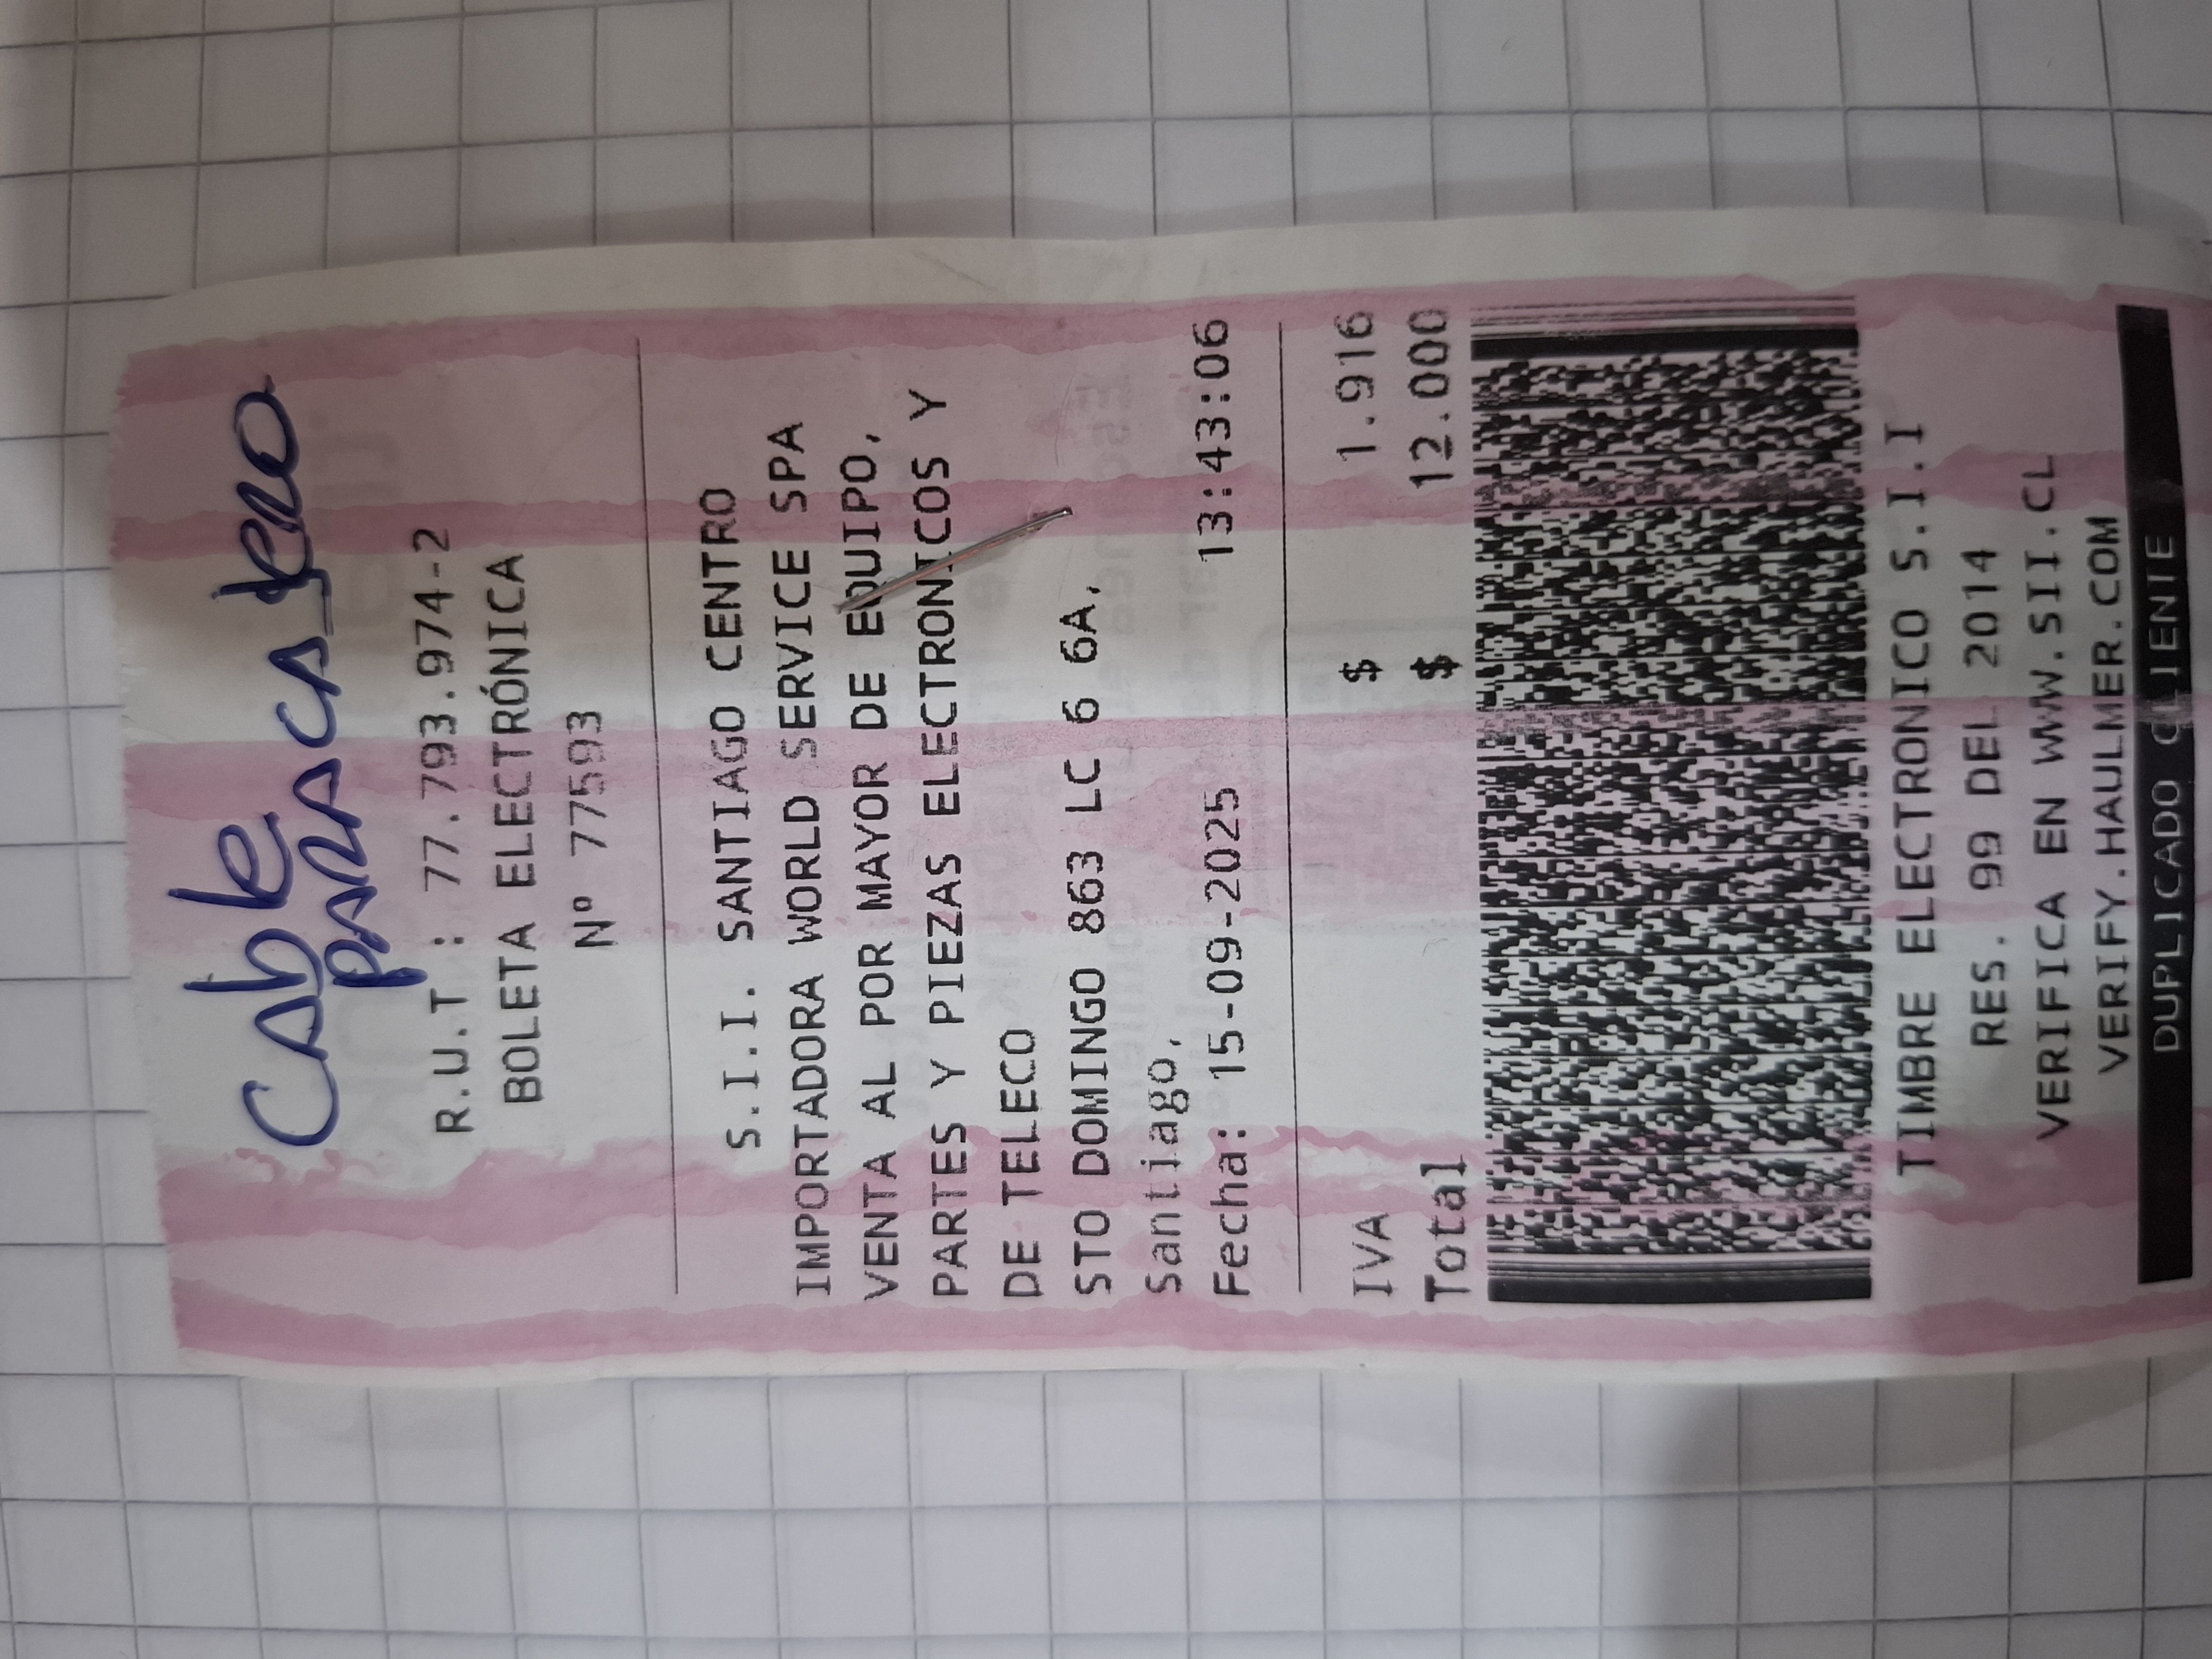 Cable
para casero
R.U.T : 77.793.974-2
BOLETA ELECTRÓNICA
Nº 77593
S.I.I. SANTIAGO CENTRO
IMPORTADORA WORLD SERVICE SPA
VENTA AL POR MAYOR DE EQUIPO,
PARTES Y PIEZAS ELECTRONICOS Y
DE TELECO
STO DOMINGO 863 LC 6 6A,
Santiago,
Fecha: 15-09-2025 13:43:06
IVA $ 1.916
Total $ 12.000
TIMBRE ELECTRONICO S.I.I
RES. 99 DEL 2014
VERIFICA EN WWW.SII.CL
VERIFY.HAULMER.COM
DUPLICADO CLIENTE